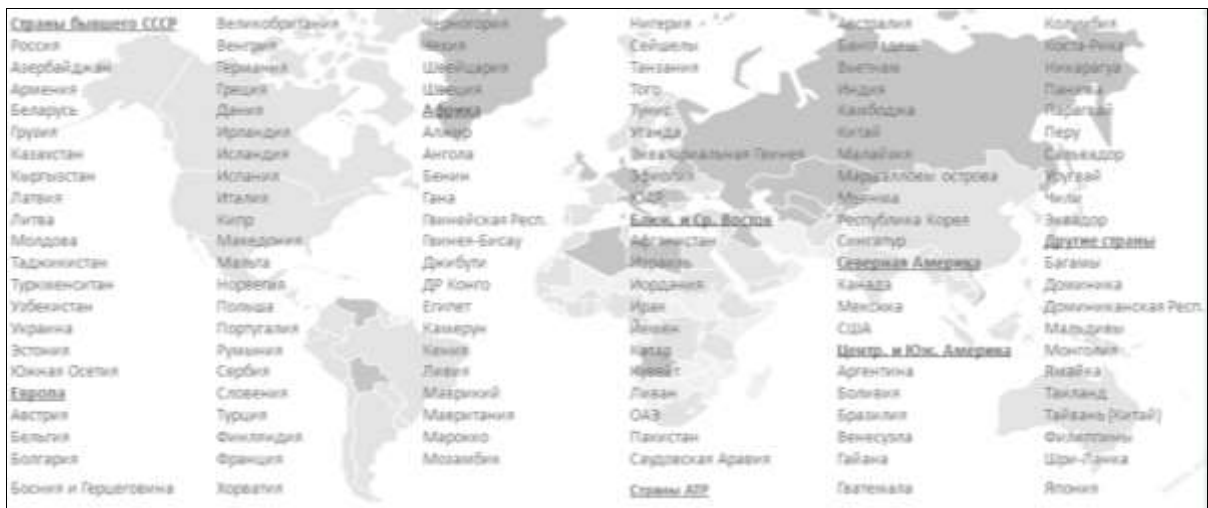 Страны бывшего СССР
Россия
Азербайджан
Армения
Беларусь
Грузия
Казахстан
Кыргызстан
Латвия
Литва
Молдова
Таджикистан
Туркменситан
Узбекистан
Украина
Эстония
Южная Осетия
Европа
Австрия
Бельгия
Болгария
Босния и Герцеговина
Великобритания
Венгрия
Германия
Греция
Дания
Ирландия
Исландия
Испания
Италия
Кипр
Македония
Мальта
Норвегия
Польша
Португалия
Румыния
Сербия
Словения
Турция
Финляндия
Франция
Хорватия
Черногория
Чехия
Швейцария
Швеция
Африка
Алжир
Ангола
Бенин
Гана
Гвинейская Респ.
Гвинея-Бисау
Джибути
ДР Конго
Египет
Камерун
Кения
Ливия
Маврикий
Мавритания
Марокко
Мозамбик
Нигерия
Сейшелы
Танзания
Того
Тунис
Уганда
Экваториальная Гвинея
Эфиопия
ЮАР
Ближ. и Ср. Восток
Афганистан
Израиль
Иордания
Иран
Йемен
Катар
Кувейт
Ливан
ОАЭ
Пакистан
Саудовская Аравия
Страны АТР
Австралия
Бангладеш
Вьетнам
Индия
Камбоджа
Китай
Малайзия
Маршалловы острова
Мьянма
Республика Корея
Сингапур
Северная Америка
Канада
Мексика
США
Центр. и Юж. Америка
Аргентина
Боливия
Бразилия
Венесуэла
Гайана
Гватемала
Колумбия
Коста-Рика
Никарагуа
Панама
Парагвай
Перу
Сальвадор
Уругвай
Чили
Эквадор
Другие страны
Багамы
Доминика
Доминиканская Респ.
Мальдивы
Монголия
Ямайка
Таиланд
Тайвань (Китай)
Филиппины
Шри-Ланка
Япония